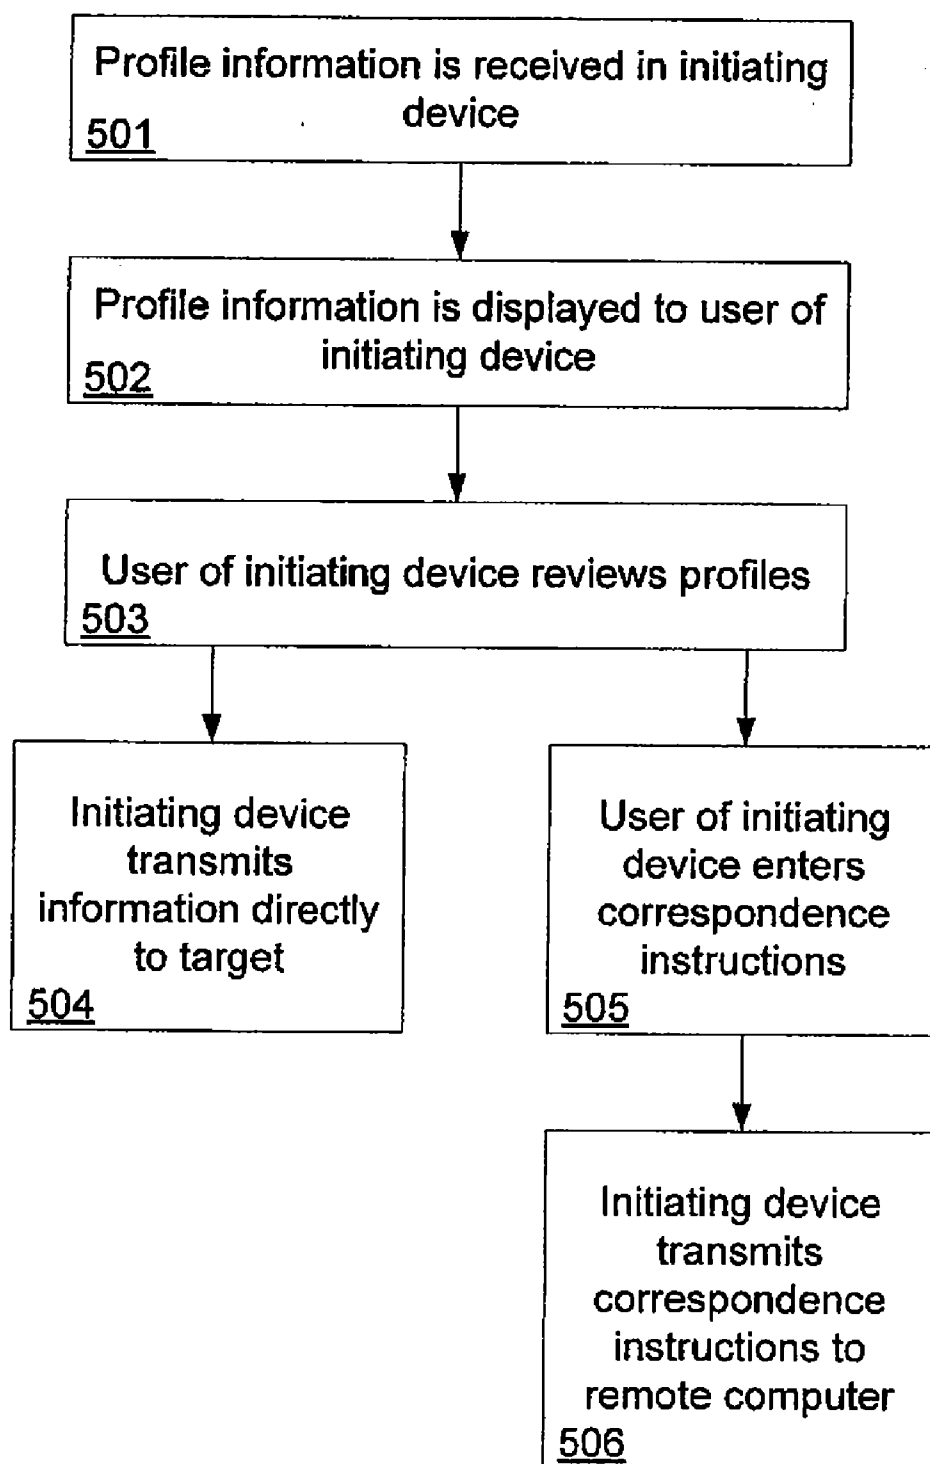 Profile information is received in initiating
device
501
Profile information is displayed to user of
initiating device
502
User of initiating device reviews profiles
503
Initiating device
transmits
information directly
to target
504
User of initiating
device enters
correspondence
instructions
505
Initiating device
transmits
correspondence
instructions to
remote computer
506